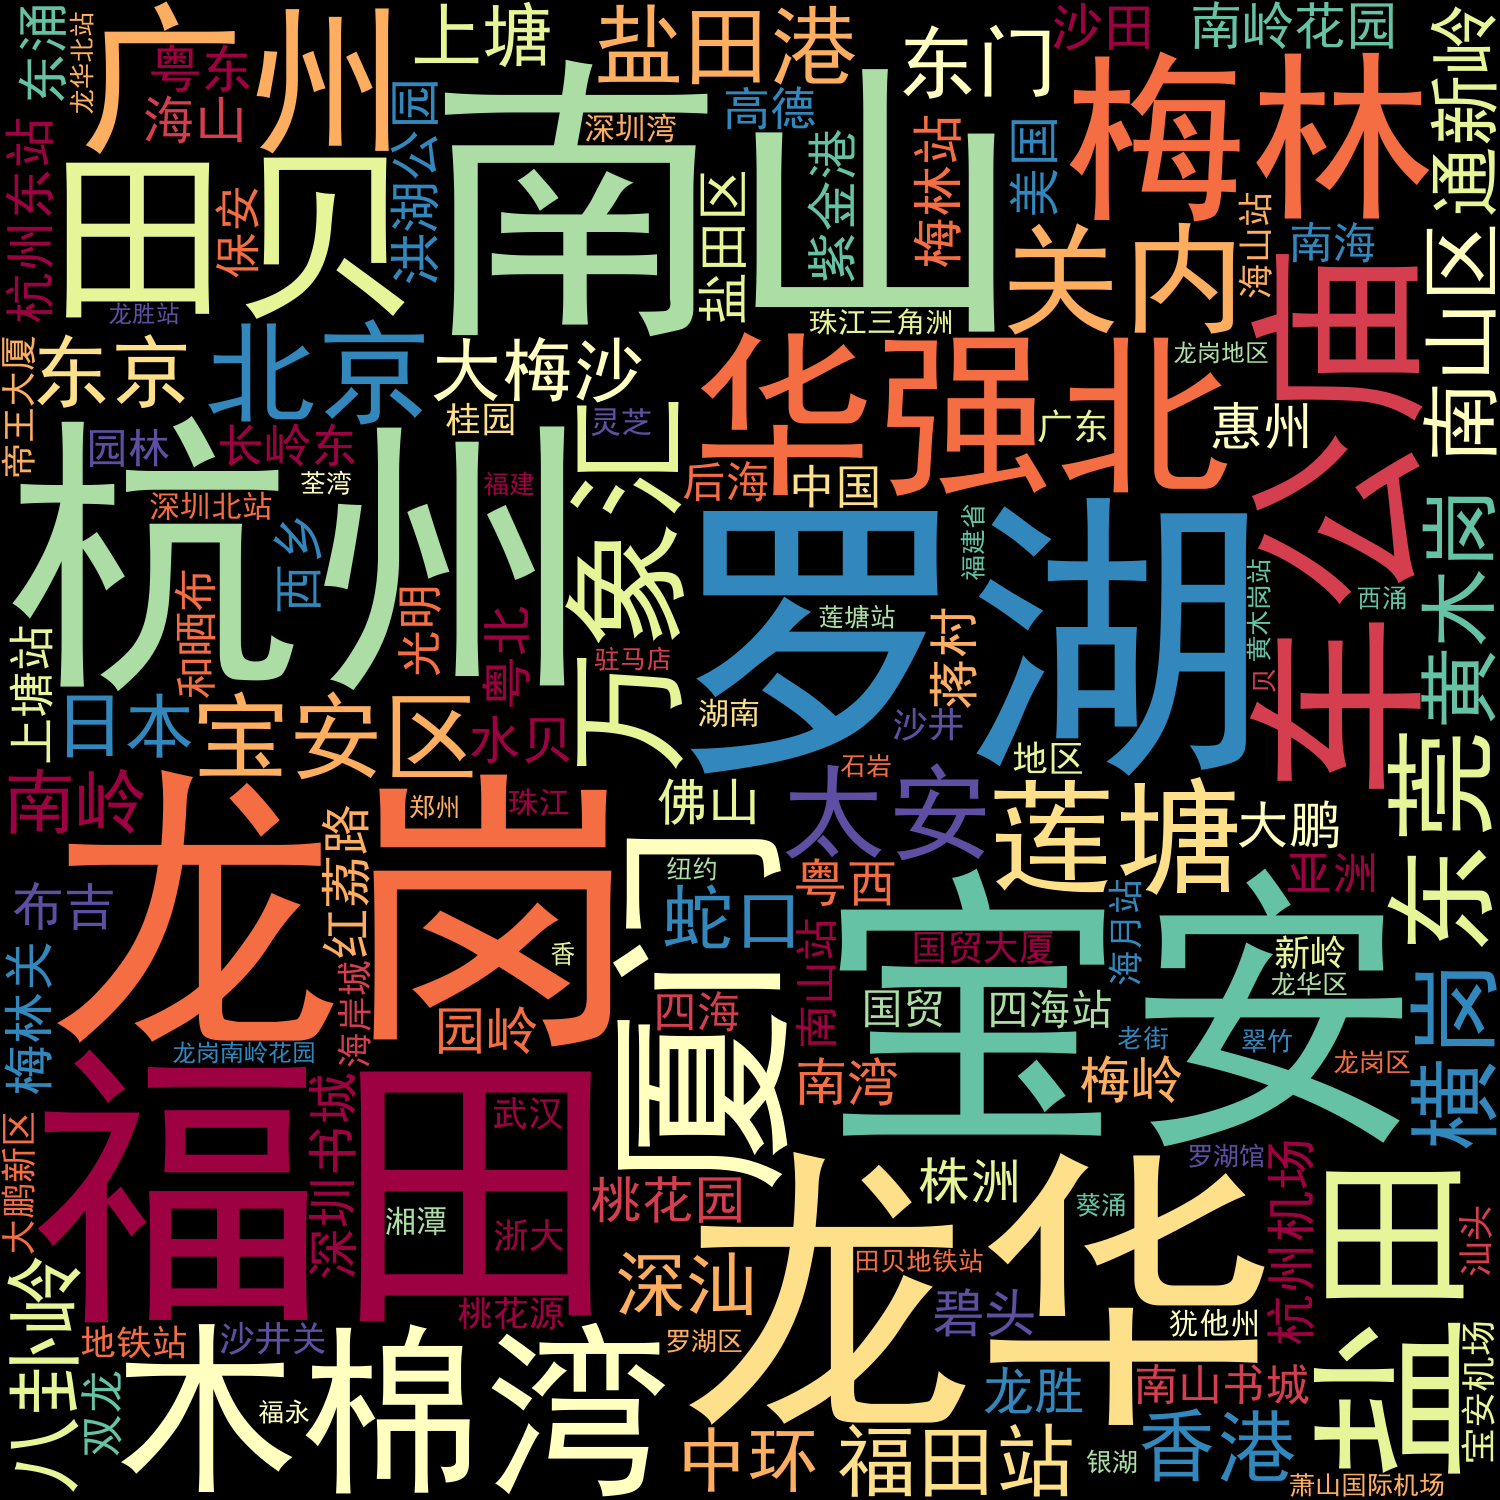 东涌
龙华北站
广州
粤东
海山
上塘
盐田港
东门
沙田
南岭花园
通新岭
南山
深圳湾
高德
梅林
杭州东站
田贝
保安
洪湖公园
盐田区
紫金港
梅林站
美国
关内
海山站
南海
南山区
龙胜站
珠江三角洲
帝王大厦
东京
北京
大梅沙
华强北
龙岗地区
车公庙
园林
长岭东
桂园
灵芝
广东
惠州
杭州
荃湾
福建
深圳北站
后海
中国
万象汇
罗湖
福建省
黄木岗
西乡
和晒布
光明
粤北
莲塘站
黄木岗站
西涌
上塘站
驻马店
蒋村
贝
日本
宝安区
水贝
湖南
沙井
地区
东莞
南岭
龙岗
郑州
珠江
佛山
石岩
太安
莲塘
大鹏
红荔路
厦门
纽约
粤西
亚洲
布吉
蛇口
宝安
海月站
梅林关
香
国贸大厦
新岭
龙华区
海岸城
园岭
四海
南山站
国贸
四海站
老街
翠竹
龙岗区
横岗
龙岗南岭花园
南湾
梅岭
大鹏新区
福田
深圳书城
武汉
罗湖馆
杭州机场
湘潭
浙大
桃花园
株洲
葵涌
汕头
龙华
盐田
八卦岭
深汕
田贝地铁站
桃花源
碧头
犹他州
地铁站
沙井关
木棉湾
罗湖区
宝安机场
双龙
福永
龙胜
南山书城
中环
福田站
银湖
香港
萧山国际机场